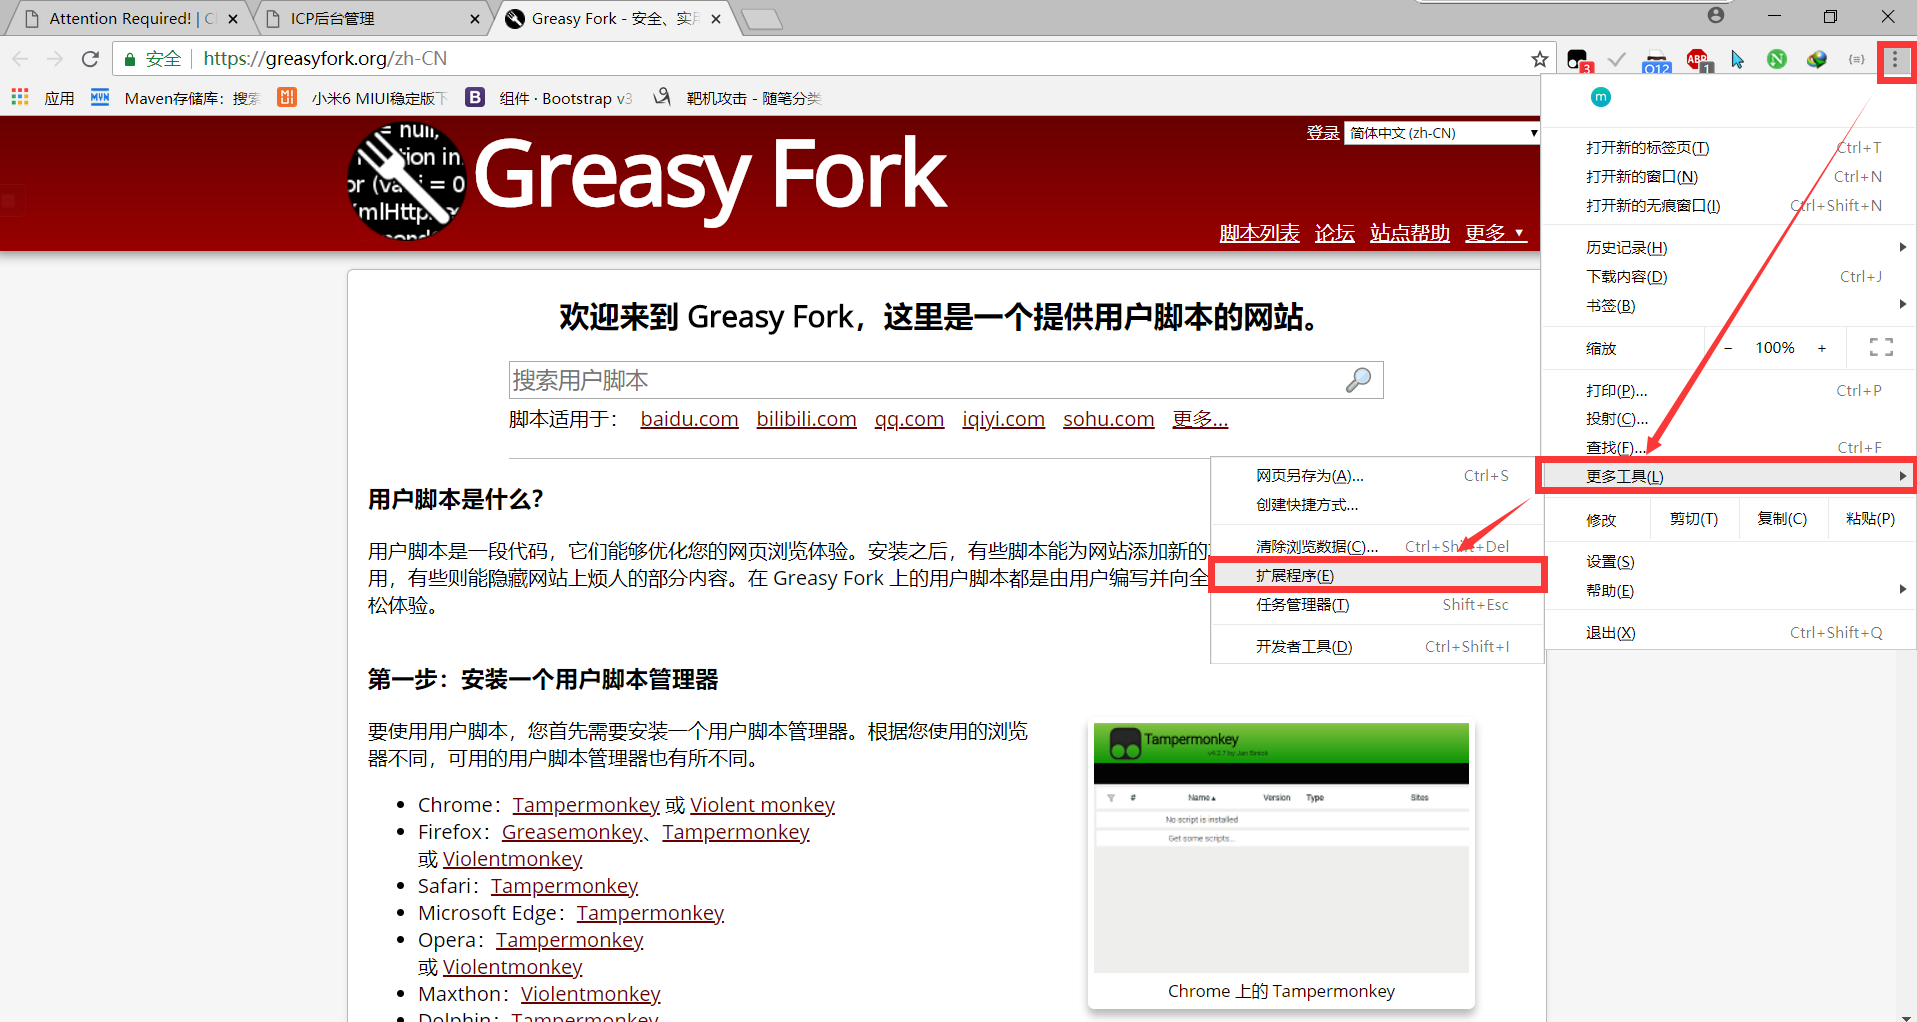 Attention Required! | Cl
ICP后台管理
Greasy Fork - 安全、实用
安全
https://greasyfork.org/zh-CN
3
012
ABP
1
N
应用
MVN
Maven存储库：搜索
MI
小米6 MIUI稳定版下
B
组件 · Bootstrap v3
靶机攻击 - 随笔分类
m
Greasy Fork
登录
简体中文 (zh-CN)
脚本列表
论坛
站点帮助
更多
欢迎来到 Greasy Fork，这里是一个提供用户脚本的网站。
搜索用户脚本
脚本适用于：
baidu.com
bilibili.com
qq.com
iqiyi.com
sohu.com
更多...
用户脚本是什么？
用户脚本是一段代码，它们能够优化您的网页浏览体验。安装之后，有些脚本能为网站添加新的
用，有些则能隐藏网站上烦人的部分内容。在 Greasy Fork 上的用户脚本都是由用户编写并向全
松体验。
第一步：安装一个用户脚本管理器
要使用用户脚本，您首先需要安装一个用户脚本管理器。根据您使用的浏览
器不同，可用的用户脚本管理器也有所不同。
Chrome：Tampermonkey 或 Violent monkey
Firefox：Greasemonkey、Tampermonkey
或 Violentmonkey
Safari：Tampermonkey
Microsoft Edge：Tampermonkey
Opera：Tampermonkey
或 Violentmonkey
Maxthon：Violentmonkey
Dolphin：Tampermonkey
Tampermonkey
# Name Version Type Sites
No script is installed
Get some scripts...
Chrome 上的 Tampermonkey
打开新的标签页(T) Ctrl+T
打开新的窗口(N) Ctrl+N
打开新的无痕窗口(I) Ctrl+Shift+N
历史记录(H)
下载内容(D) Ctrl+J
书签(B)
缩放 − 100% +
打印(P)... Ctrl+P
投射(C)...
查找(F)... Ctrl+F
更多工具(L)
修改 剪切(T) 复制(C) 粘贴(P)
设置(S)
帮助(E)
退出(X) Ctrl+Shift+Q
网页另存为(A)... Ctrl+S
创建快捷方式...
清除浏览数据(C)... Ctrl+Shift+Del
扩展程序(E)
任务管理器(T) Shift+Esc
开发者工具(D) Ctrl+Shift+I